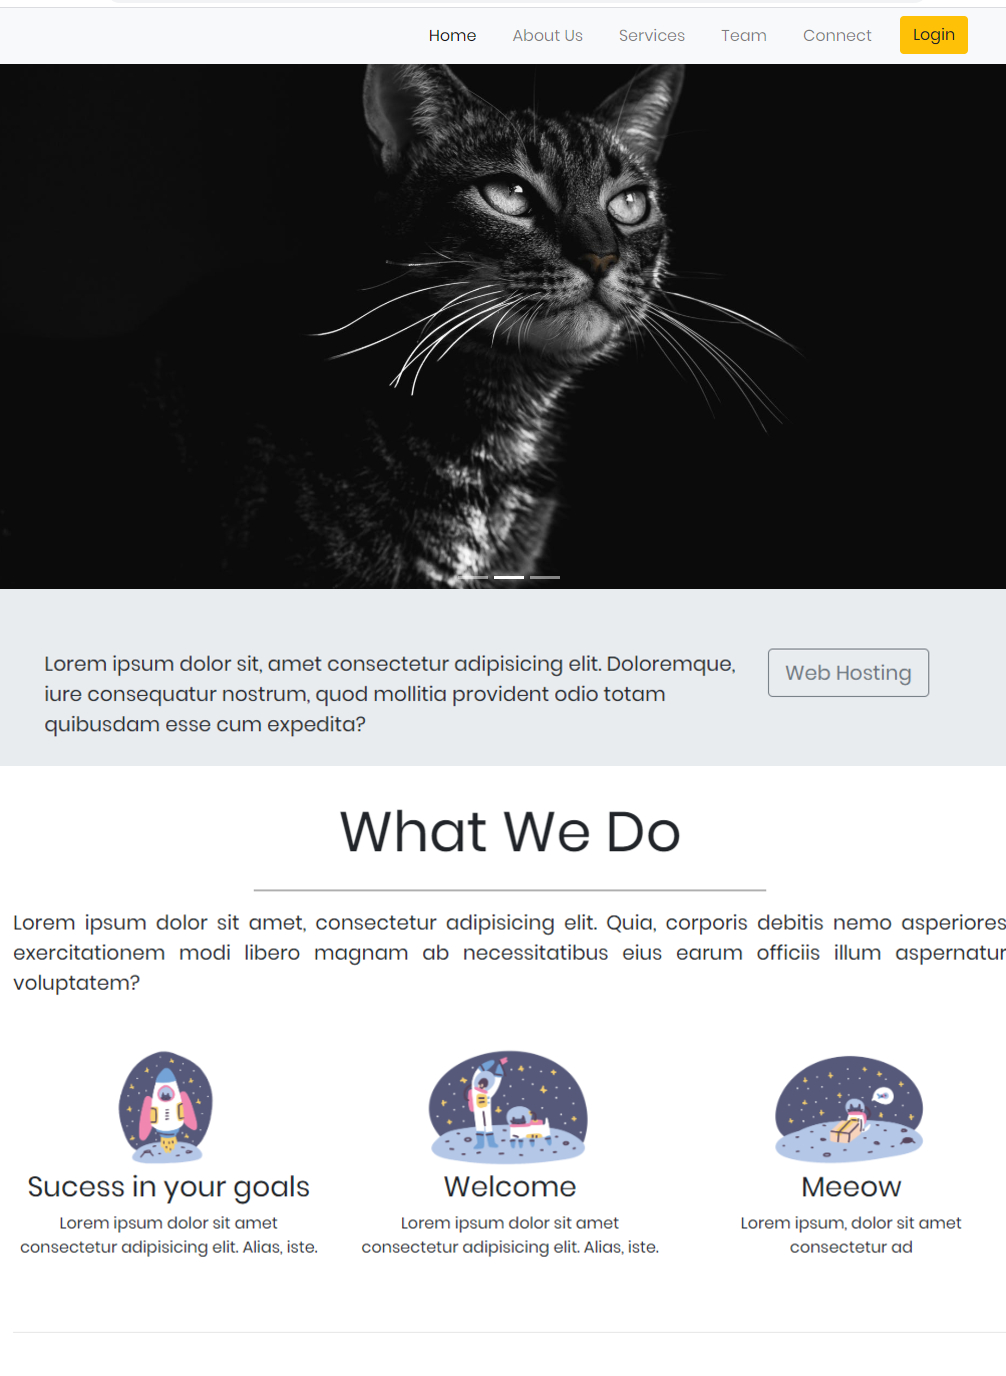 Home About Us Services Team Connect Login
Lorem ipsum dolor sit, amet consectetur adipisicing elit. Doloremque,
iure consequatur nostrum, quod mollitia provident odio totam
quibusdam esse cum expedita?
Web Hosting
What We Do
Lorem ipsum dolor sit amet, consectetur adipisicing elit. Quia, corporis debitis nemo asperiores
exercitationem modi libero magnam ab necessitatibus eius earum officiis illum aspernatur
voluptatem?
Sucess in your goals
Lorem ipsum dolor sit amet
consectetur adipisicing elit. Alias, iste.
Welcome
Lorem ipsum dolor sit amet
consectetur adipisicing elit. Alias, iste.
Meeow
Lorem ipsum, dolor sit amet
consectetur ad